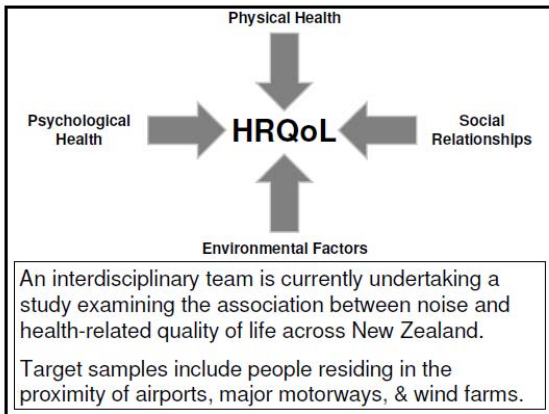 Physical Health
Psychological
Health
HRQoL
Social
Relationships
Environmental Factors
An interdisciplinary team is currently undertaking a
study examining the association between noise and
health-related quality of life across New Zealand.
Target samples include people residing in the
proximity of airports, major motorways, & wind farms.